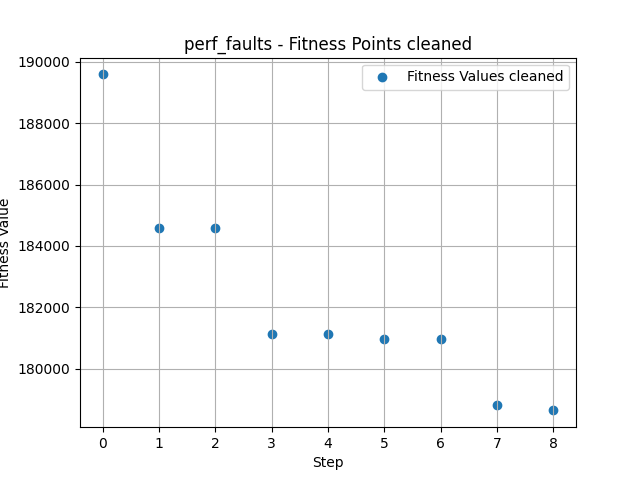 perf_faults - Fitness Points cleaned
Fitness Values cleaned
Fitness Value
190000
188000
186000
184000
182000
180000
0 1 2 3 4 5 6 7 8
Step